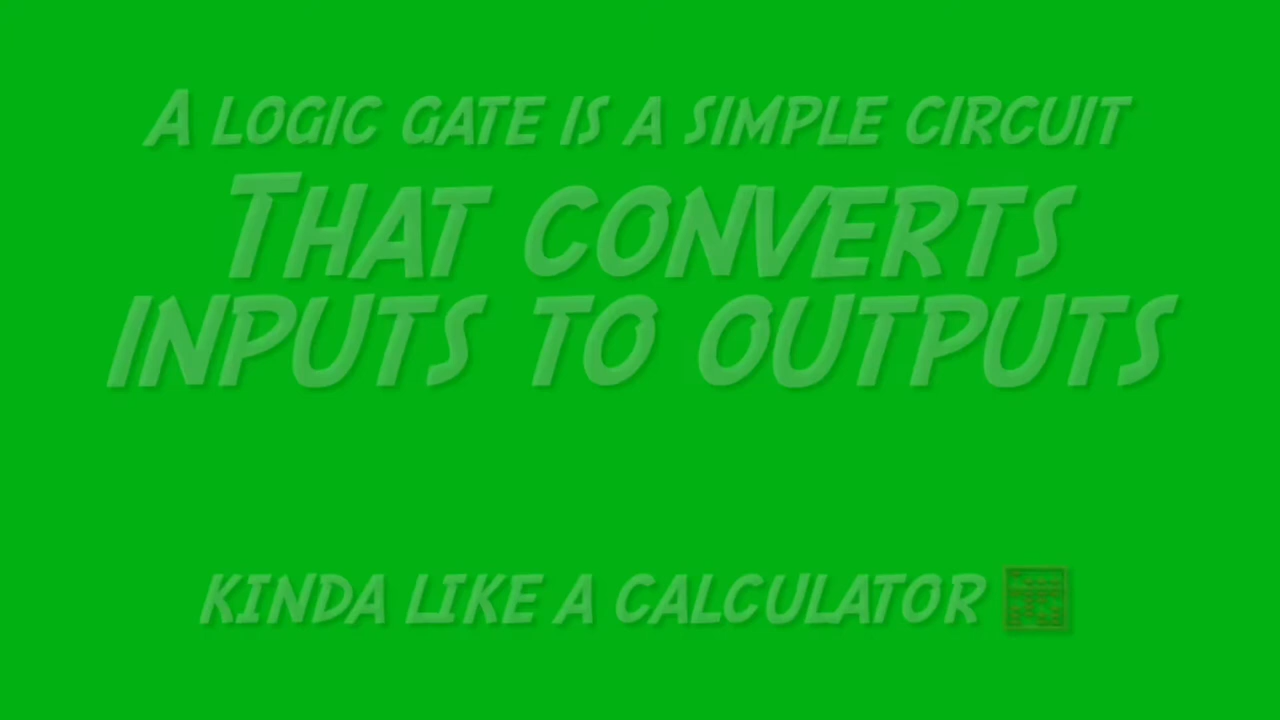 A LOGIC GATE IS A SIMPLE CIRCUIT
THAT CONVERTS
INPUTS TO OUTPUTS
KINDA LIKE A CALCULATOR